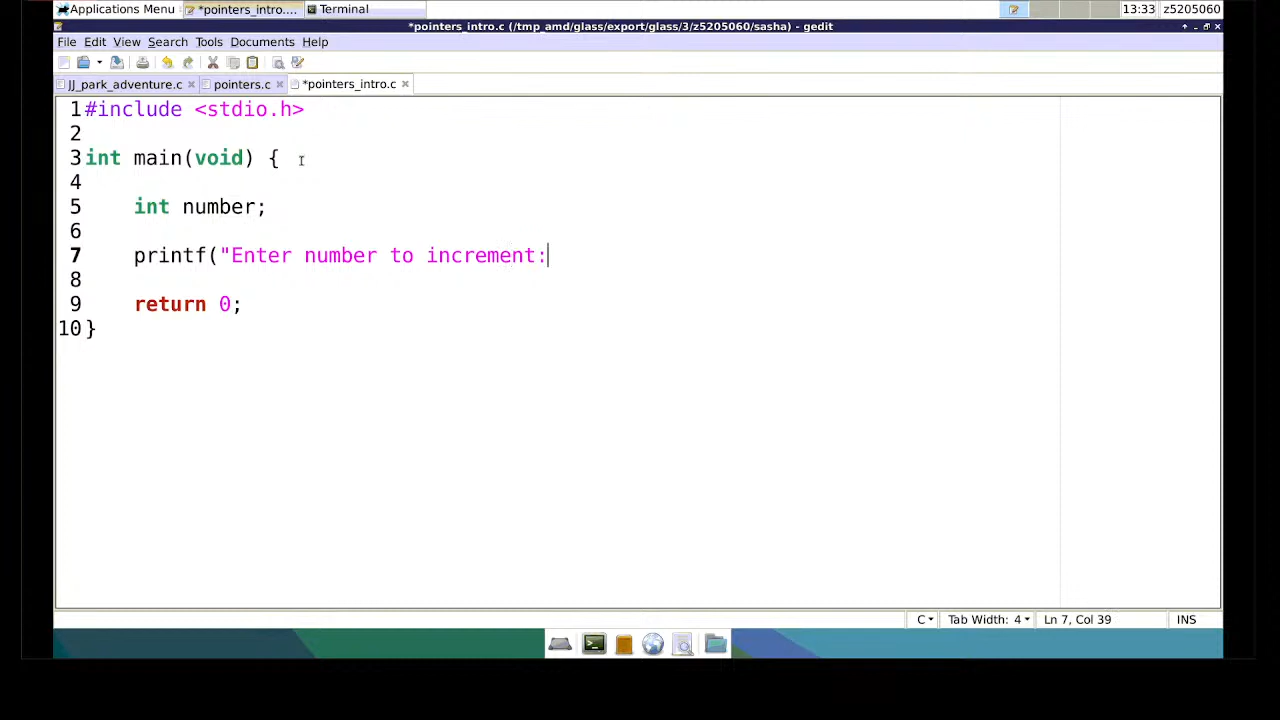 Applications Menu *pointers_intro.... Terminal 13:33 z5205060
*pointers_intro.c (/tmp_amd/glass/export/glass/3/z5205060/sasha) - gedit
File Edit View Search Tools Documents Help
JJ_park_adventure.c pointers.c *pointers_intro.c
1 #include <stdio.h>
2
3 int main(void) {
4
5     int number;
6
7     printf("Enter number to increment:
8
9     return 0;
10 }
C Tab Width: 4 Ln 7, Col 39 INS